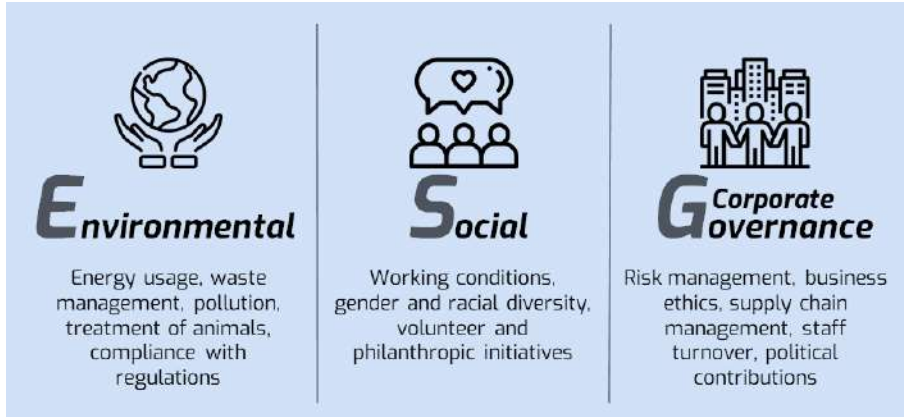 Environmental
Energy usage, waste
management, pollution,
treatment of animals,
compliance with
regulations
Social
Working conditions,
gender and racial diversity,
volunteer and
philanthropic initiatives
Corporate
Governance
Risk management, business
ethics, supply chain
management, staff
turnover, political
contributions